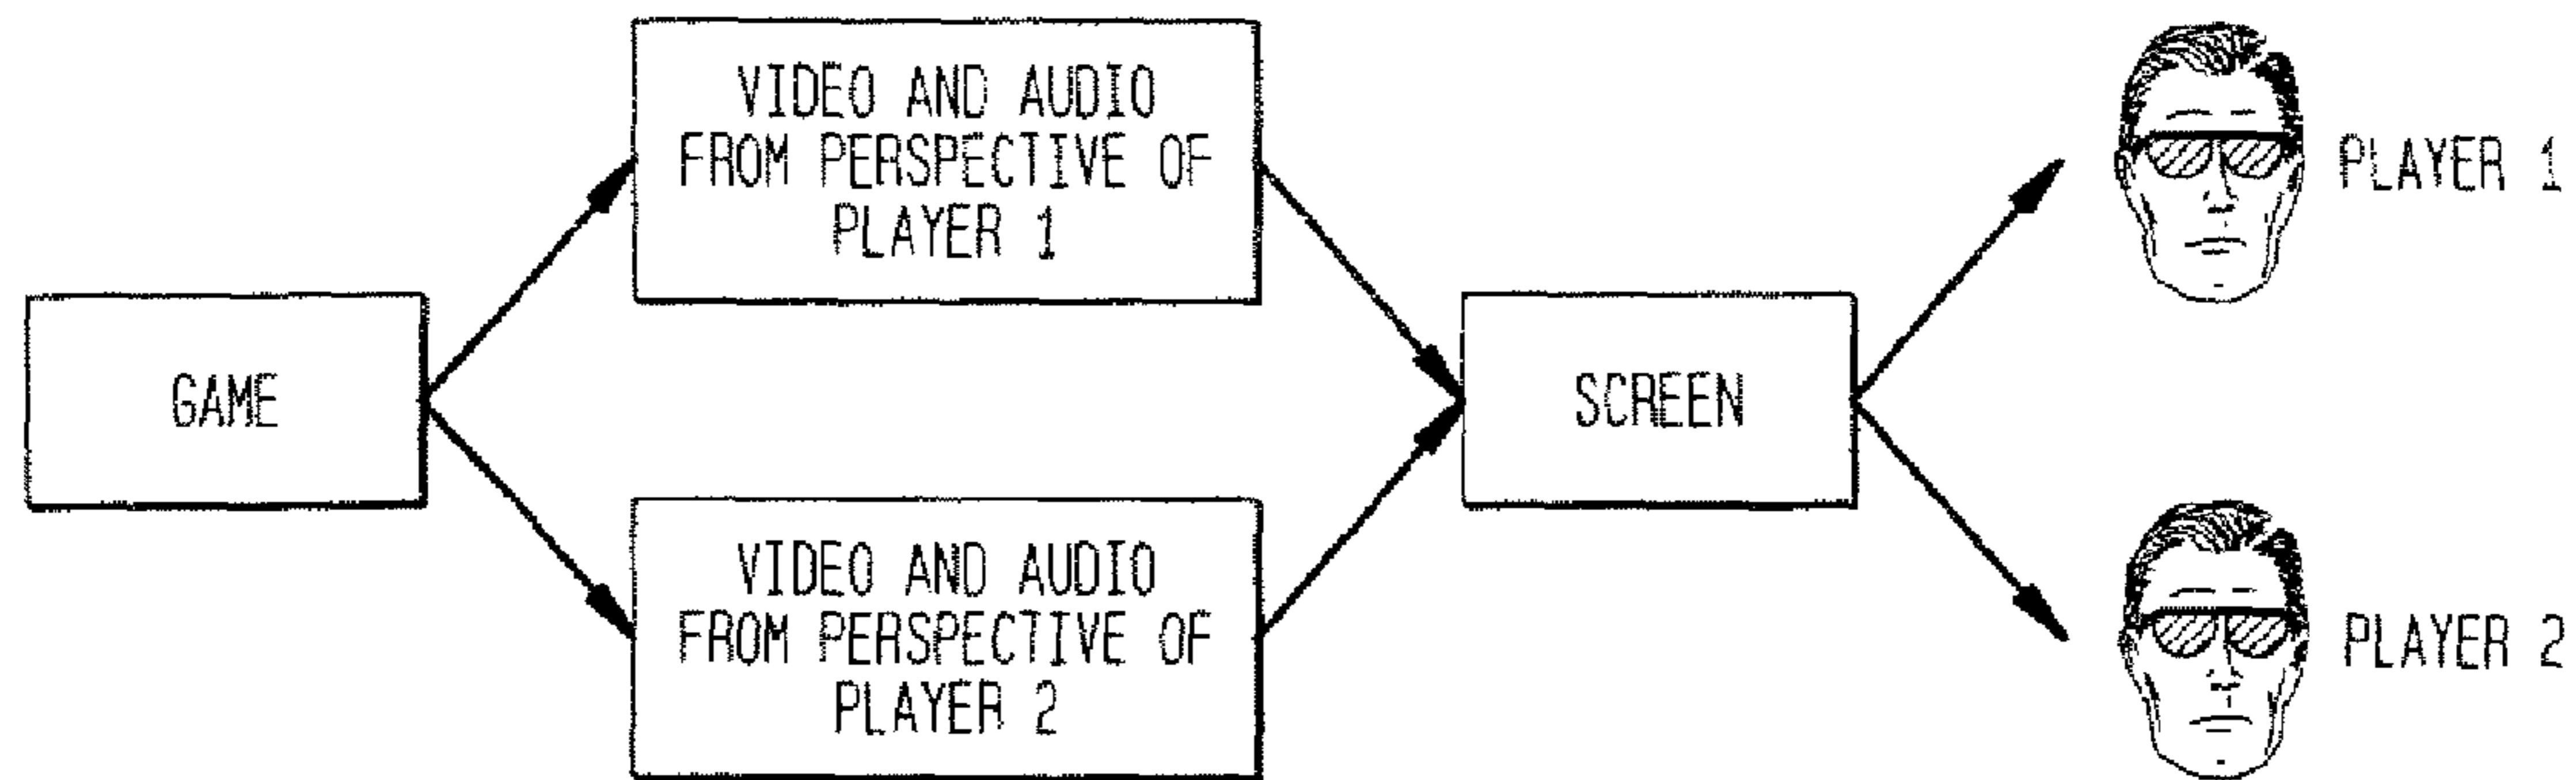 VIDEO AND AUDIO
FROM PERSPECTIVE OF
PLAYER 1
PLAYER 1
GAME
SCREEN
VIDEO AND AUDIO
FROM PERSPECTIVE OF
PLAYER 2
PLAYER 2